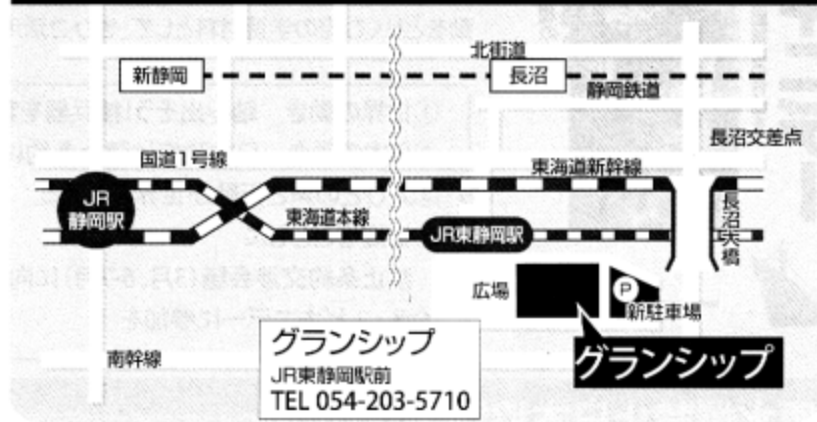 北街道
新静岡
長沼
静岡鉄道
長沼交差点
国道1号線
東海道新幹線
JR
静岡駅
長沼大橋
東海道本線
JR東静岡駅
広場
P
新駐車場
グランシップ
南幹線
グランシップ
JR東静岡駅前
TEL 054-203-5710